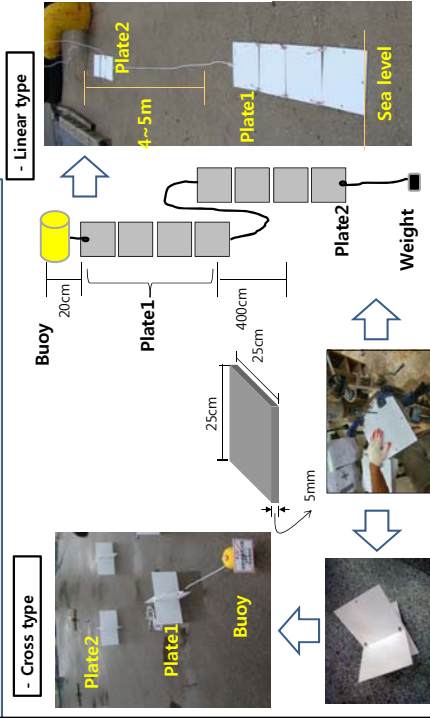 - Cross type
Plate2
Plate1
Buoy
25cm
25cm
5mm
Buoy
20cm
Plate1
400cm
Plate2
Weight
- Linear type
Plate2
4~5m
Plate1
Sea level